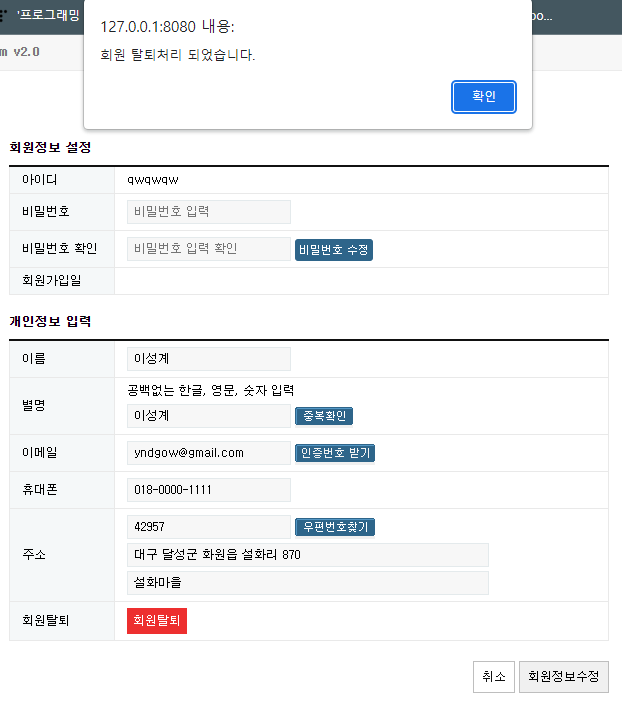 '프로그래밍
127.0.0.1:8080 내용:
oo...
m v2.0
회원 탈퇴처리 되었습니다.
확인
회원정보 설정
아이디 qwqwqw
비밀번호 비밀번호 입력
비밀번호 확인 비밀번호 입력 확인 비밀번호 수정
회원가입일
개인정보 입력
이름 이성계
공백없는 한글, 영문, 숫자 입력
별명 이성계 중복확인
이메일 yndgow@gmail.com 인증번호 받기
휴대폰 018-0000-1111
42957 우편번호찾기
주소 대구 달성군 화원읍 설화리 870
설화마을
회원탈퇴 회원탈퇴
취소 회원정보수정